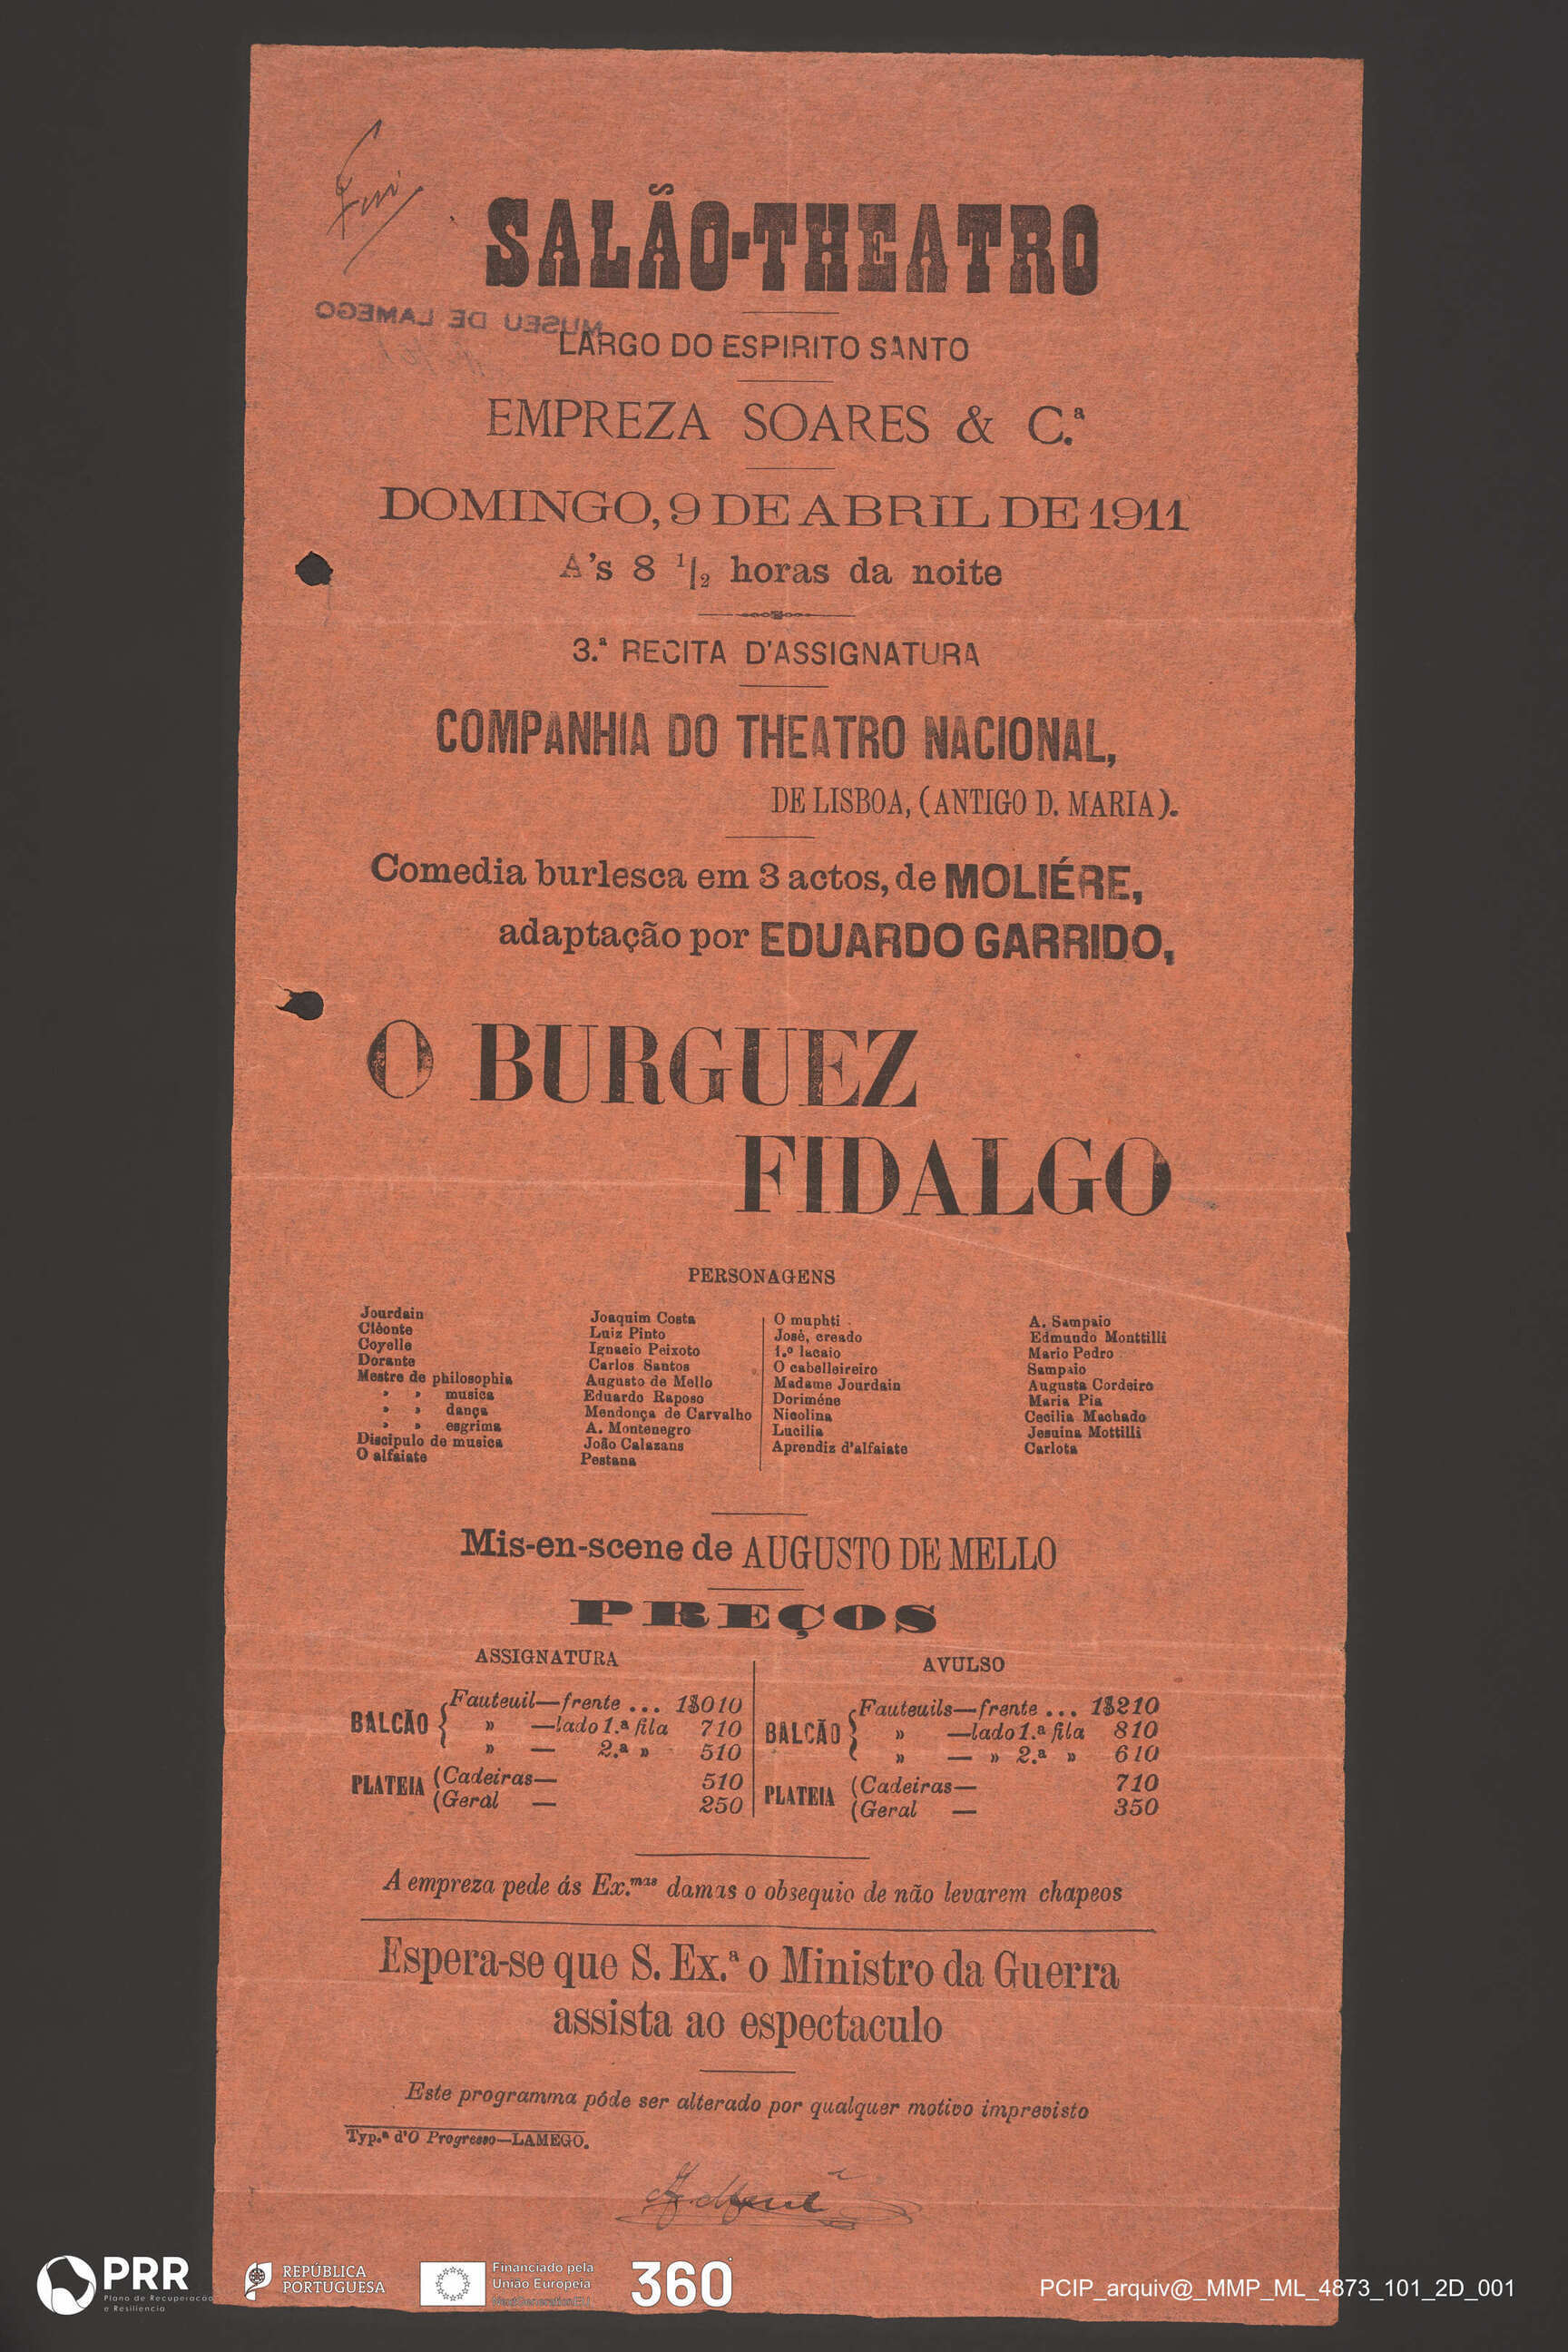 Fui
SALÃO-THEATRO
MUSEU DE LAMEGO
LARGO DO ESPIRITO SANTO
EMPREZA SOARES & C.ª
DOMINGO, 9 DE ABRIL DE 1911
A's 8 1/2 horas da noite
3.ª RECITA D'ASSIGNATURA
COMPANHIA DO THEATRO NACIONAL,
DE LISBOA, (ANTIGO D. MARIA).
Comedia burlesca em 3 actos, de MOLIÉRE,
adaptação por EDUARDO GARRIDO,
O BURGUEZ
FIDALGO
PERSONAGENS
Jourdain Joaquim Costa
Clèonte Luiz Pinto
Coyelle Ignacio Peixoto
Dorante Carlos Santos
Mestre de philosophia Augusto de Mello
» » musica Eduardo Raposo
» » dança Mendonça de Carvalho
» » esgrima A. Montenegro
Discipulo de musica João Calazans
O alfaiate Pestana
O muphti A. Sampaio
José, creado Edmundo Monttilli
1.º lacaio Mario Pedro
O cabelleireiro Sampaio
Madame Jourdain Augusta Cordeiro
Doriméne Maria Pia
Nicolina Cecilia Machado
Lucilia Jesuina Mottilli
Aprendiz d'alfaiate Carlota
Mis-en-scene de AUGUSTO DE MELLO
PREÇOS
ASSIGNATURA
BALCÃO { Fauteuil—frente ... 1$010
» —lado 1.ª fila 710
» — 2.ª » 510
PLATEIA (Cadeiras— 510
(Geral — 250
AVULSO
BALCÃO { Fauteuils—frente ... 1$210
» —lado 1.ª fila 810
» — » 2.ª » 610
PLATEIA (Cadeiras— 710
(Geral — 350
A empreza pede ás Ex.mas damas o obsequio de não levarem chapeos
Espera-se que S. Ex.ª o Ministro da Guerra
assista ao espectaculo
Este programma póde ser alterado por qualquer motivo imprevisto
Typ.ª d'O Progresso—LAMEGO.
PRR
Plano de Recuperação
e Resiliência
REPÚBLICA
PORTUGUESA
Financiado pela
União Europeia
NextGenerationEU
360°
PCIP_arquiv@_MMP_ML_4873_101_2D_001